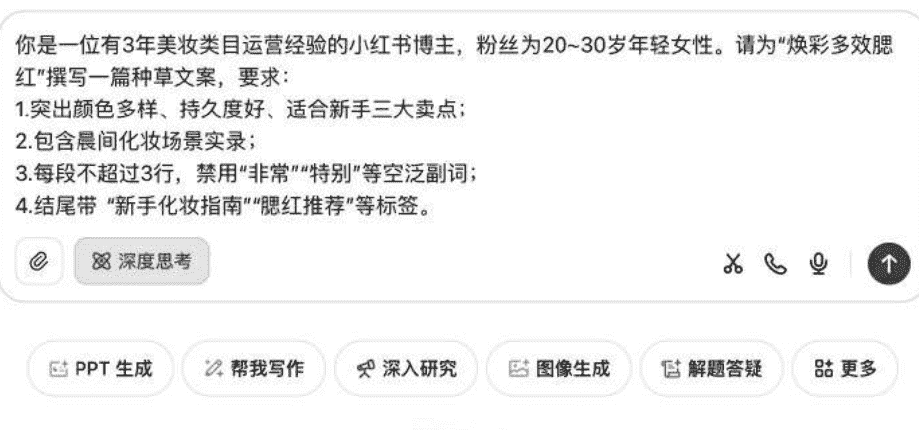 你是一位有3年美妆类目运营经验的小红书博主，粉丝为20~30岁年轻女性。请为“焕彩多效腮
红”撰写一篇种草文案，要求：
1.突出颜色多样、持久度好、适合新手三大卖点；
2.包含晨间化妆场景实录；
3.每段不超过3行，禁用“非常”“特别”等空泛副词；
4.结尾带 “新手化妆指南”“腮红推荐”等标签。
深度思考
PPT 生成 帮我写作 深入研究 图像生成 解题答疑 更多